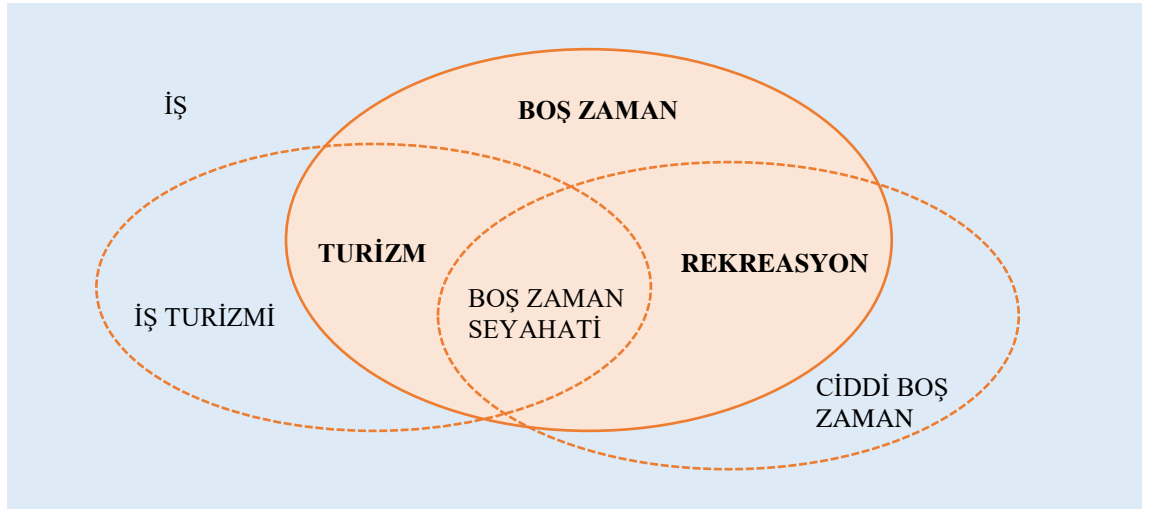 İŞ
BOŞ ZAMAN
TURİZM
REKREASYON
BOŞ ZAMAN
SEYAHATİ
İŞ TURİZMİ
CİDDİ BOŞ
ZAMAN